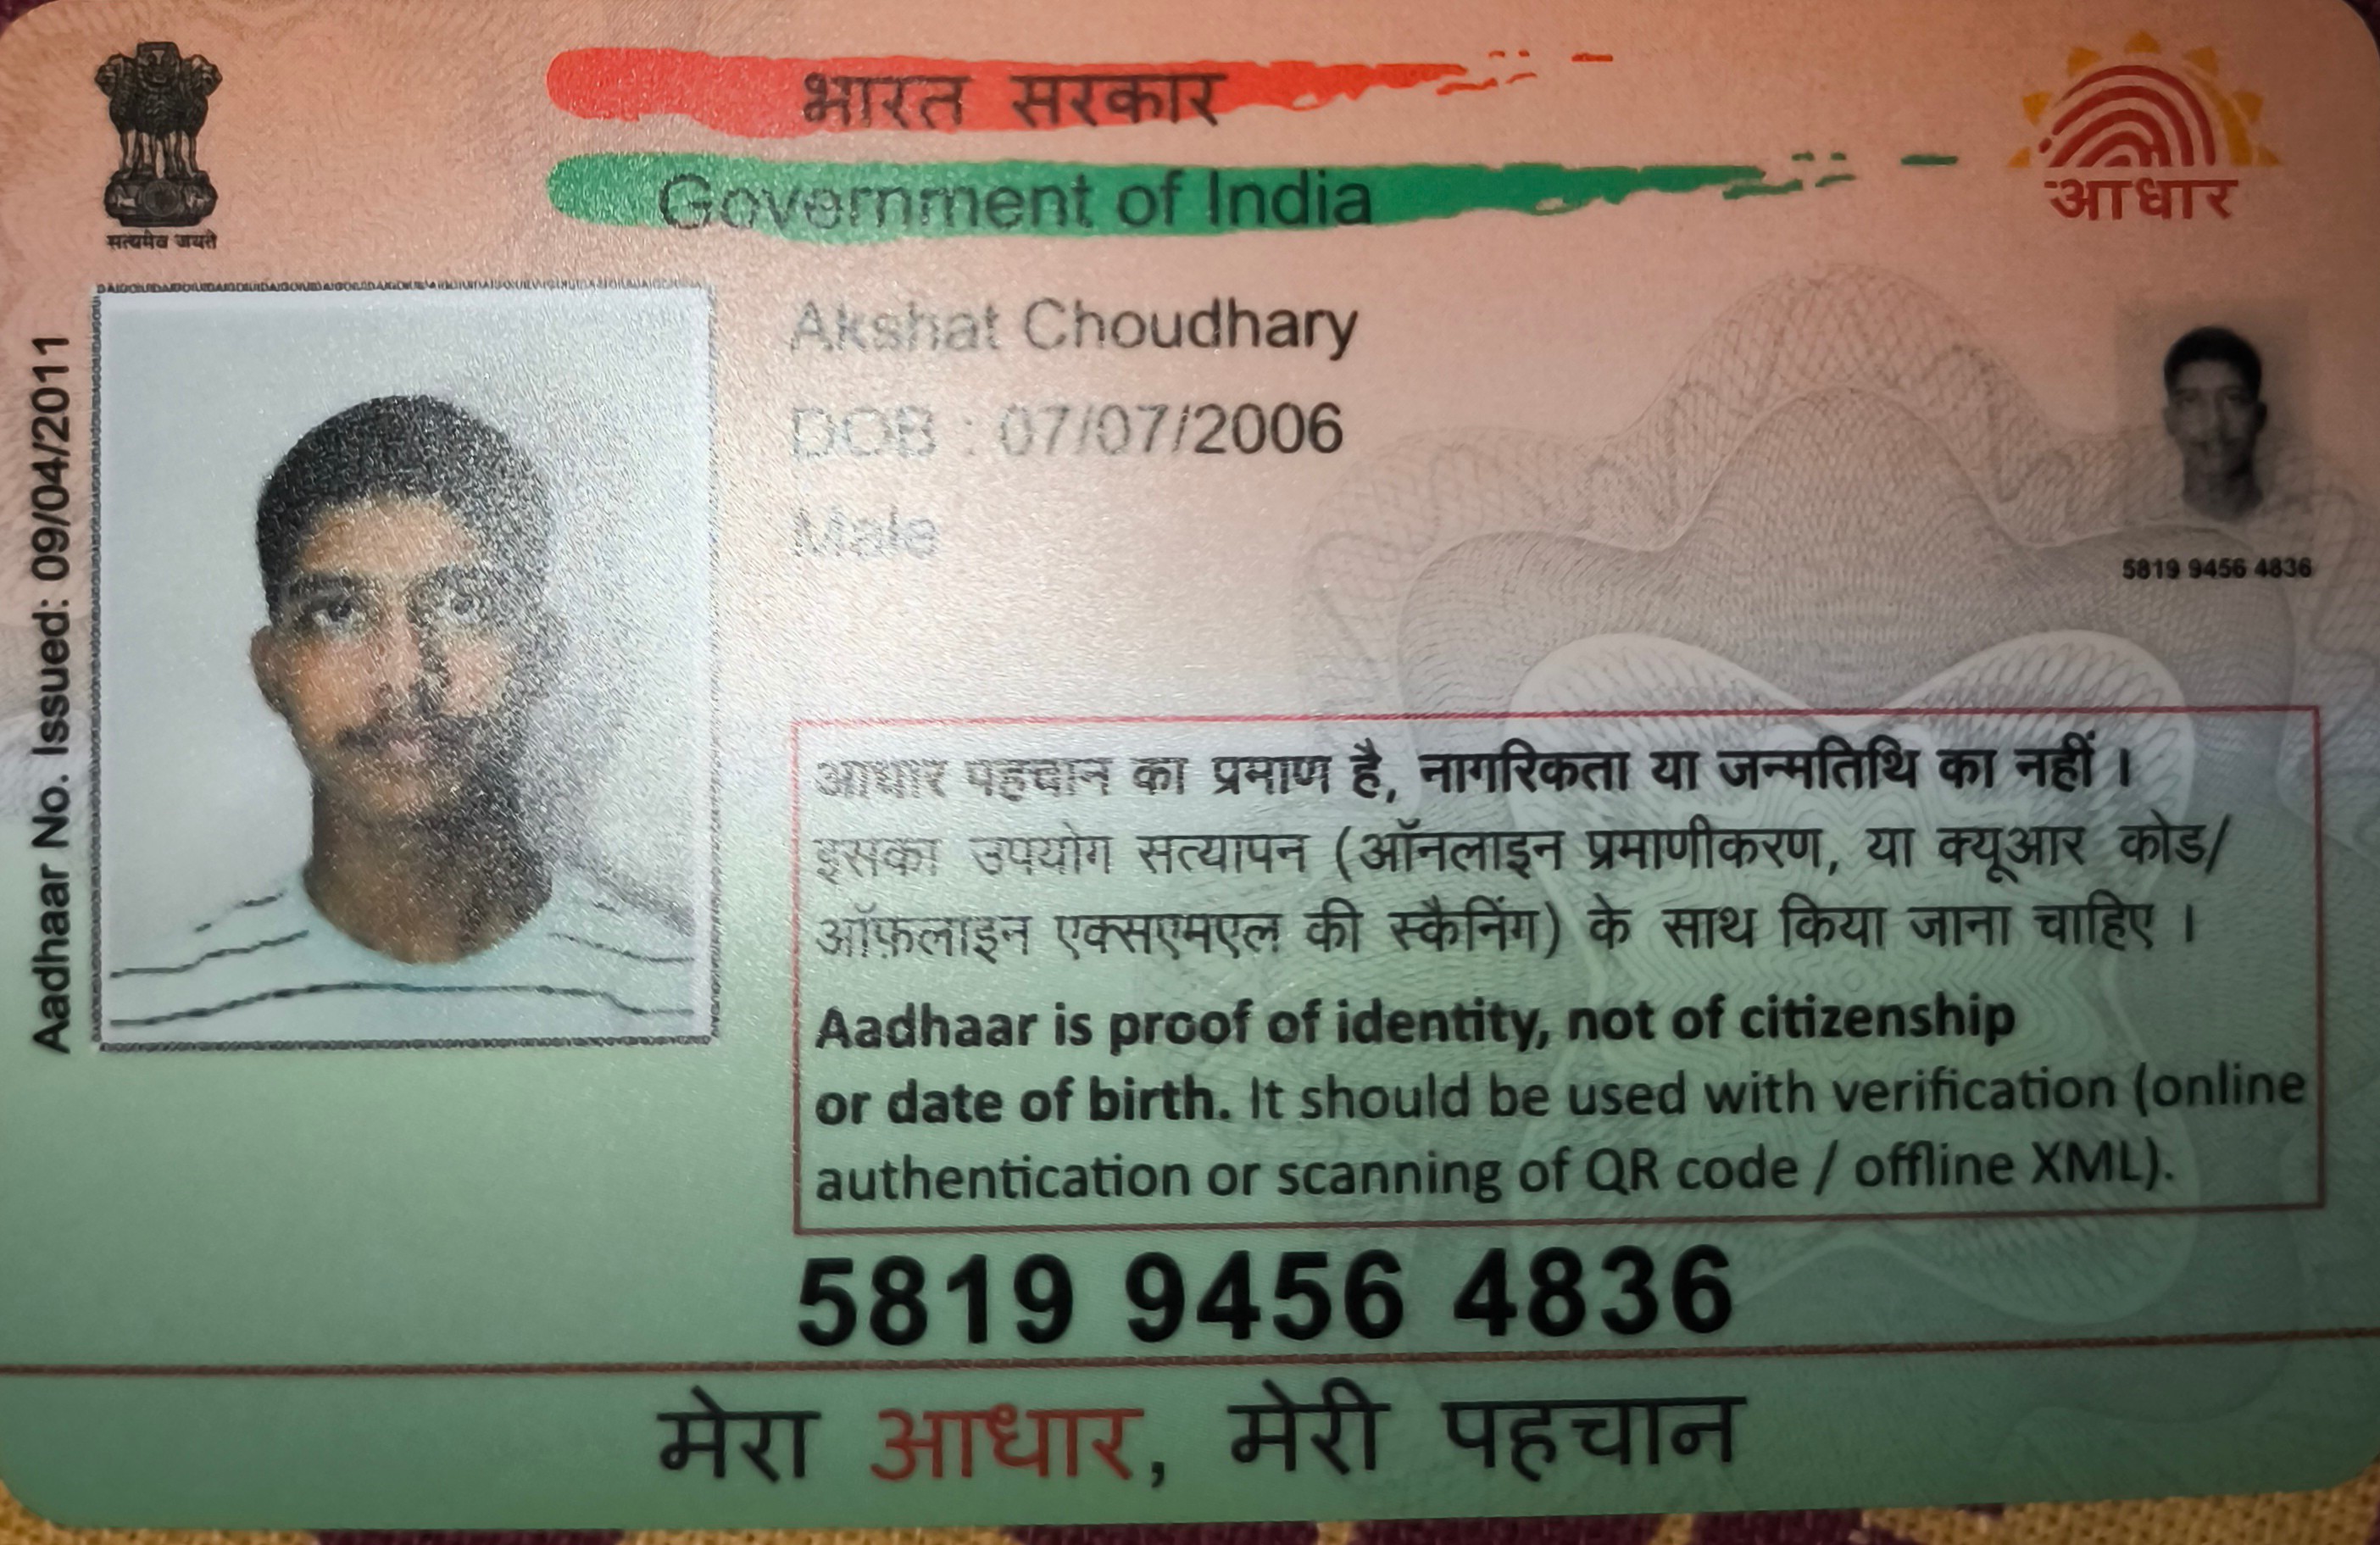 भारत सरकार
Government of India
आधार
सत्यमेव जयते
Aadhaar No. Issued: 09/04/2011
Akshat Choudhary
DOB : 07/07/2006
Male
5819 9456 4836
आधार पहचान का प्रमाण है, नागरिकता या जन्मतिथि का नहीं ।
इसका उपयोग सत्यापन (ऑनलाइन प्रमाणीकरण, या क्यूआर कोड/
ऑफ़लाइन एक्सएमएल की स्कैनिंग) के साथ किया जाना चाहिए ।
Aadhaar is proof of identity, not of citizenship
or date of birth. It should be used with verification (online
authentication or scanning of QR code / offline XML).
5819 9456 4836
मेरा आधार, मेरी पहचान